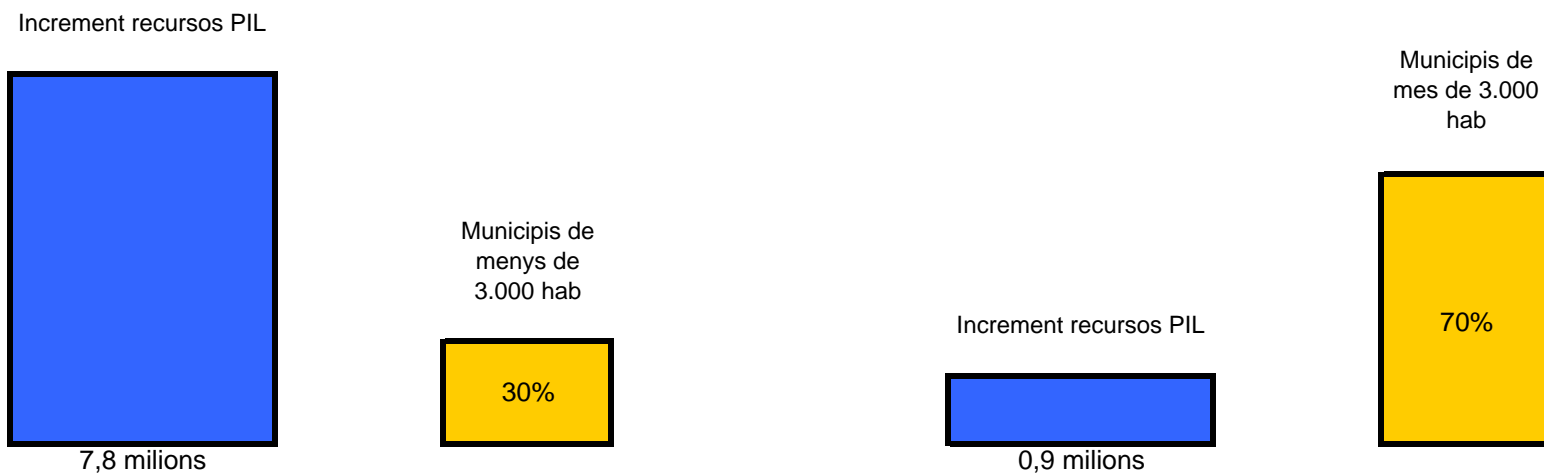 Increment recursos PIL
7,8 milions
Municipis de
menys de
3.000 hab
30%
Increment recursos PIL
0,9 milions
Municipis de
mes de 3.000
hab
70%